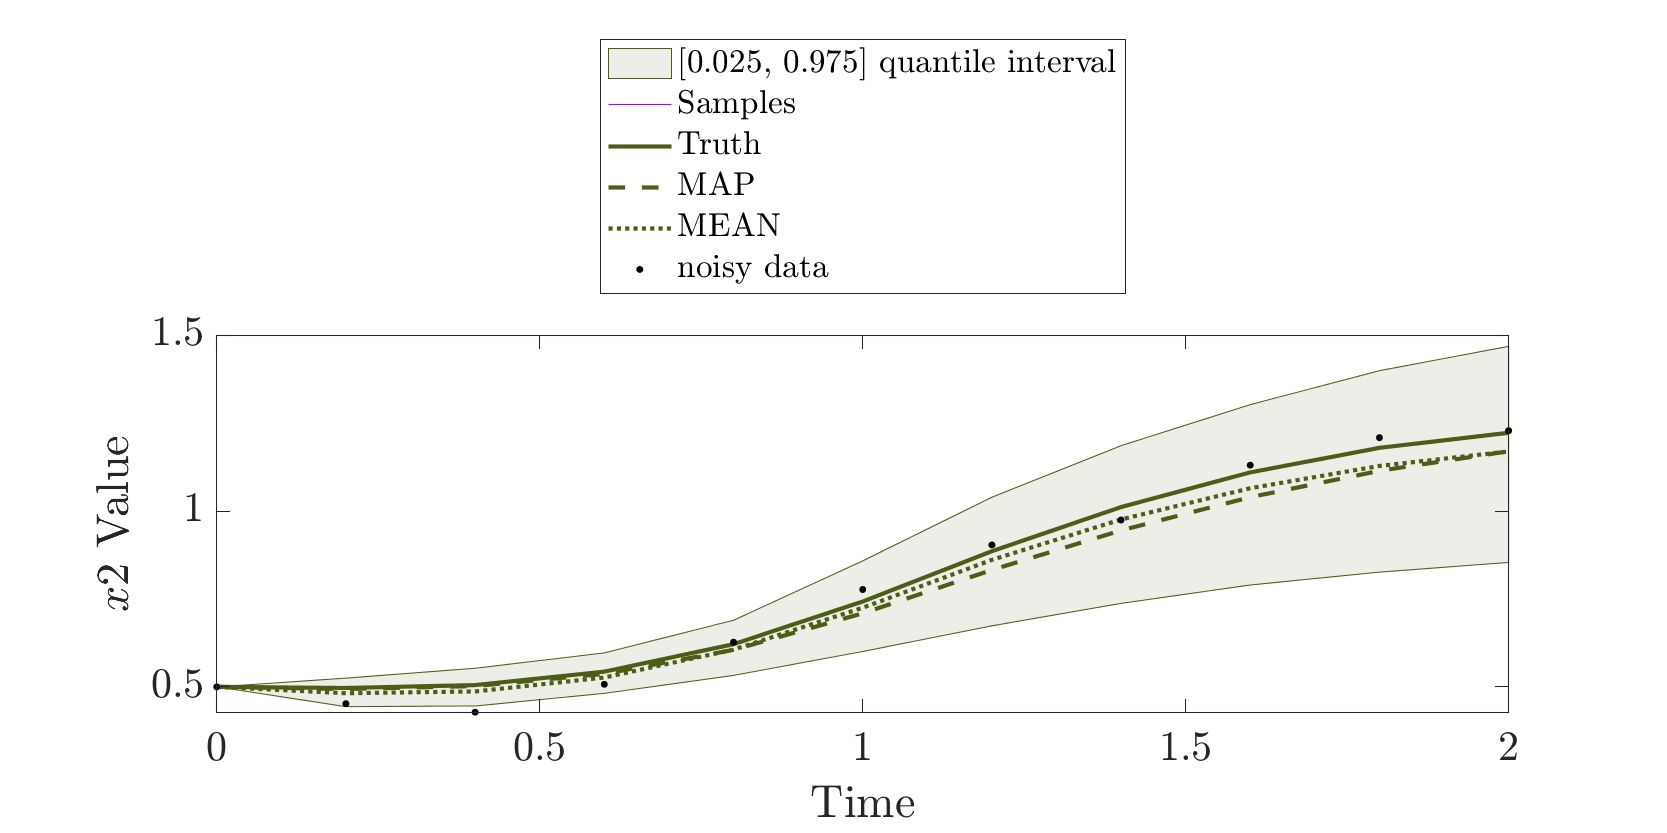 [0.025, 0.975] quantile interval
Samples
Truth
MAP
MEAN
noisy data
1.5
1
0.5
x2 Value
0 0.5 1 1.5 2
Time